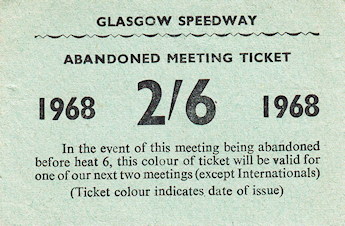 GLASGOW SPEEDWAY
ABANDONED MEETING TICKET
1968 2/6 1968
In the event of this meeting being abandoned
before heat 6, this colour of ticket will be valid for
one of our next two meetings (except Internationals)
(Ticket colour indicates date of issue)